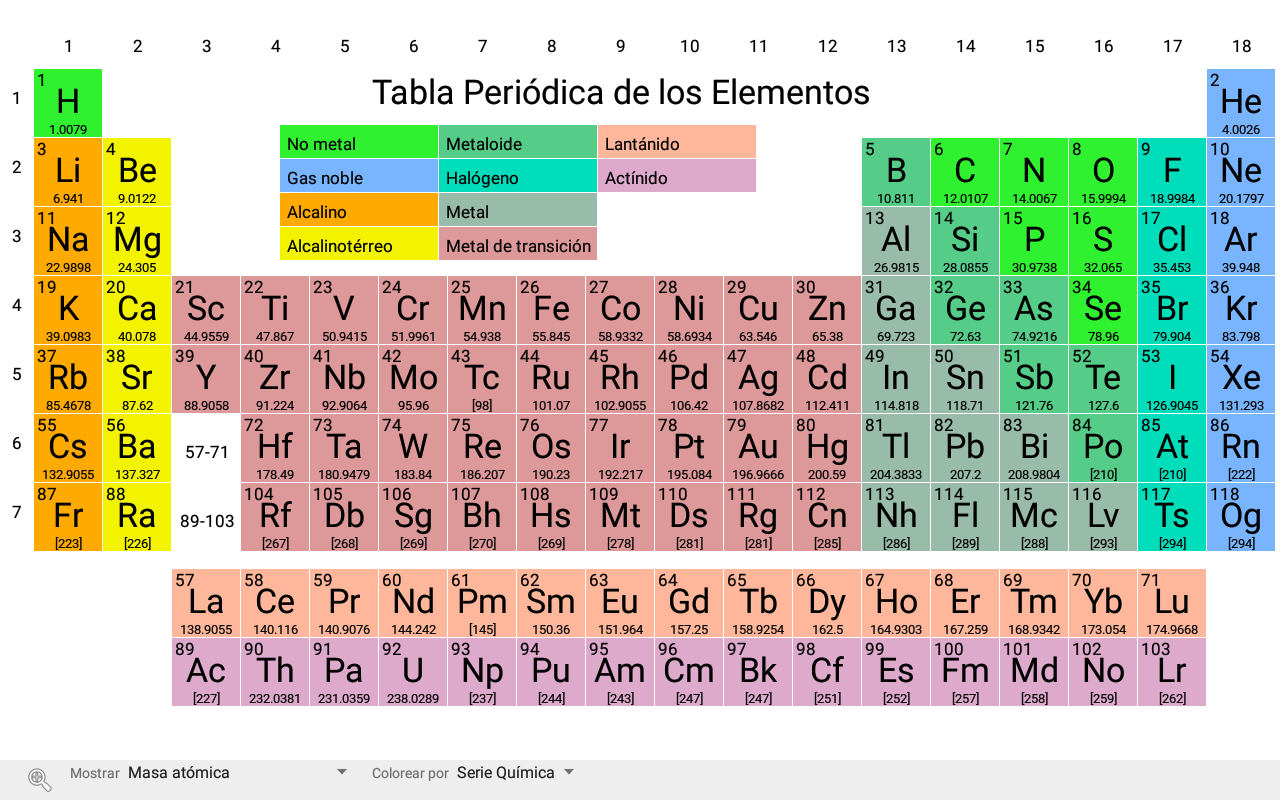 1 2 3 4 5 6 7 8 9 10 11 12 13 14 15 16 17 18
Tabla Periódica de los Elementos
No metal Metaloide Lantánido
Gas noble Halógeno Actínido
Alcalino Metal
Alcalinotérreo Metal de transición
1
1 2
H He
1.0079 4.0026
2
3 4 5 6 7 8 9 10
Li Be B C N O F Ne
6.941 9.0122 10.811 12.0107 14.0067 15.9994 18.9984 20.1797
3
11 12 13 14 15 16 17 18
Na Mg Al Si P S Cl Ar
22.9898 24.305 26.9815 28.0855 30.9738 32.065 35.453 39.948
4
19 20 21 22 23 24 25 26 27 28 29 30 31 32 33 34 35 36
K Ca Sc Ti V Cr Mn Fe Co Ni Cu Zn Ga Ge As Se Br Kr
39.0983 40.078 44.9559 47.867 50.9415 51.9961 54.938 55.845 58.9332 58.6934 63.546 65.38 69.723 72.63 74.9216 78.96 79.904 83.798
5
37 38 39 40 41 42 43 44 45 46 47 48 49 50 51 52 53 54
Rb Sr Y Zr Nb Mo Tc Ru Rh Pd Ag Cd In Sn Sb Te I Xe
85.4678 87.62 88.9058 91.224 92.9064 95.96 [98] 101.07 102.9055 106.42 107.8682 112.411 114.818 118.71 121.76 127.6 126.9045 131.293
6
55 56 72 73 74 75 76 77 78 79 80 81 82 83 84 85 86
Cs Ba 57-71 Hf Ta W Re Os Ir Pt Au Hg Tl Pb Bi Po At Rn
132.9055 137.327 178.49 180.9479 183.84 186.207 190.23 192.217 195.084 196.9666 200.59 204.3833 207.2 208.9804 [210] [210] [222]
7
87 88 104 105 106 107 108 109 110 111 112 113 114 115 116 117 118
Fr Ra 89-103 Rf Db Sg Bh Hs Mt Ds Rg Cn Nh Fl Mc Lv Ts Og
[223] [226] [267] [268] [269] [270] [269] [278] [281] [281] [285] [286] [289] [288] [293] [294] [294]
57 58 59 60 61 62 63 64 65 66 67 68 69 70 71
La Ce Pr Nd Pm Sm Eu Gd Tb Dy Ho Er Tm Yb Lu
138.9055 140.116 140.9076 144.242 [145] 150.36 151.964 157.25 158.9254 162.5 164.9303 167.259 168.9342 173.054 174.9668
89 90 91 92 93 94 95 96 97 98 99 100 101 102 103
Ac Th Pa U Np Pu Am Cm Bk Cf Es Fm Md No Lr
[227] 232.0381 231.0359 238.0289 [237] [244] [243] [247] [247] [251] [252] [257] [258] [259] [262]
Mostrar Masa atómica Colorear por Serie Química